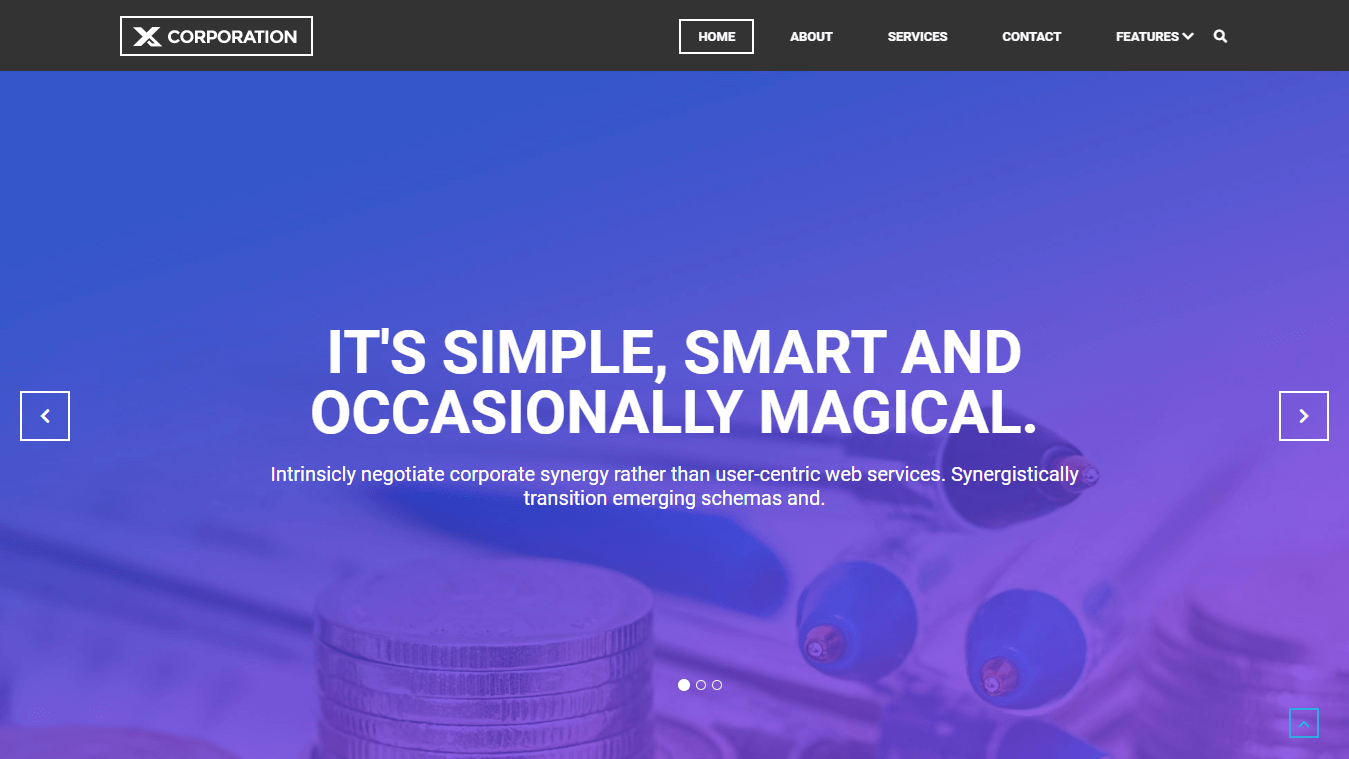 X CORPORATION
HOME ABOUT SERVICES CONTACT FEATURES
IT'S SIMPLE, SMART AND
OCCASIONALLY MAGICAL.
Intrinsicly negotiate corporate synergy rather than user-centric web services. Synergistically
transition emerging schemas and.